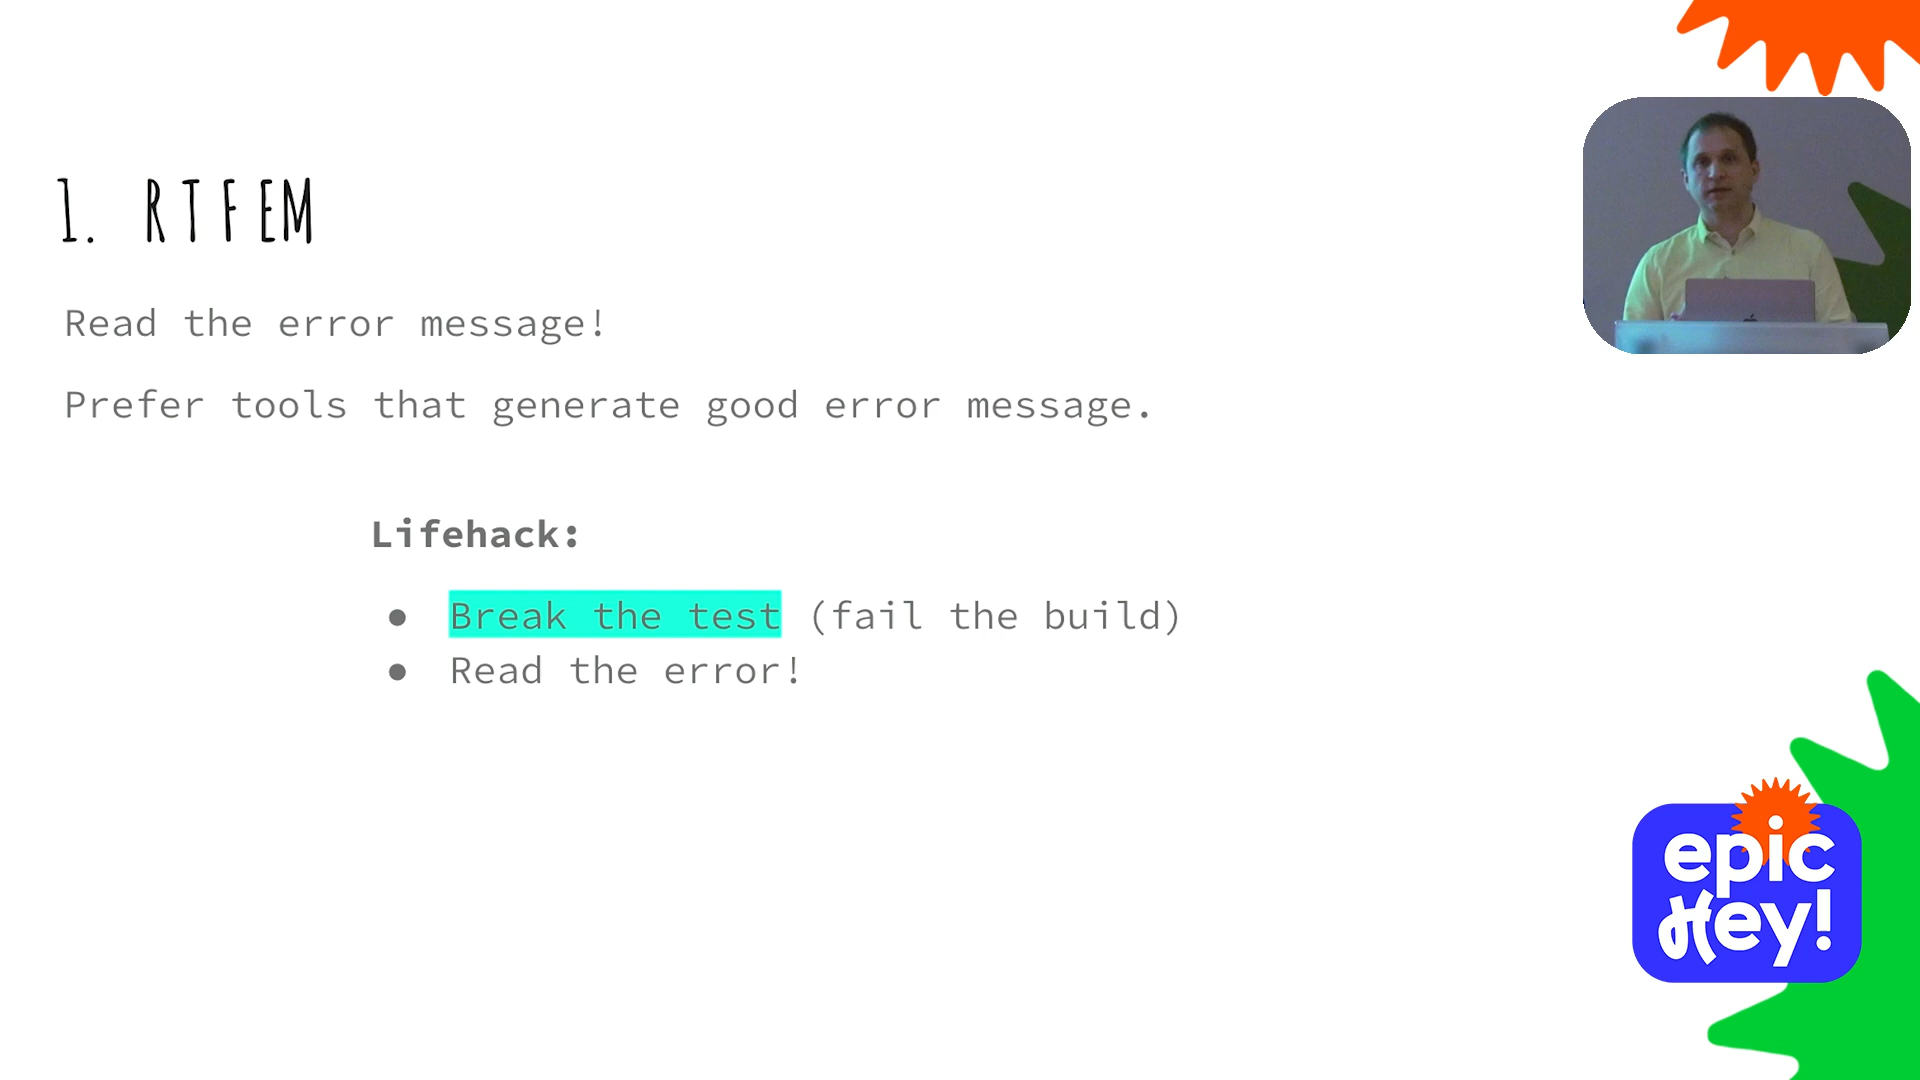 1. RTFEM
Read the error message!
Prefer tools that generate good error message.
Lifehack:
● Break the test (fail the build)
● Read the error!
epic
Hey!